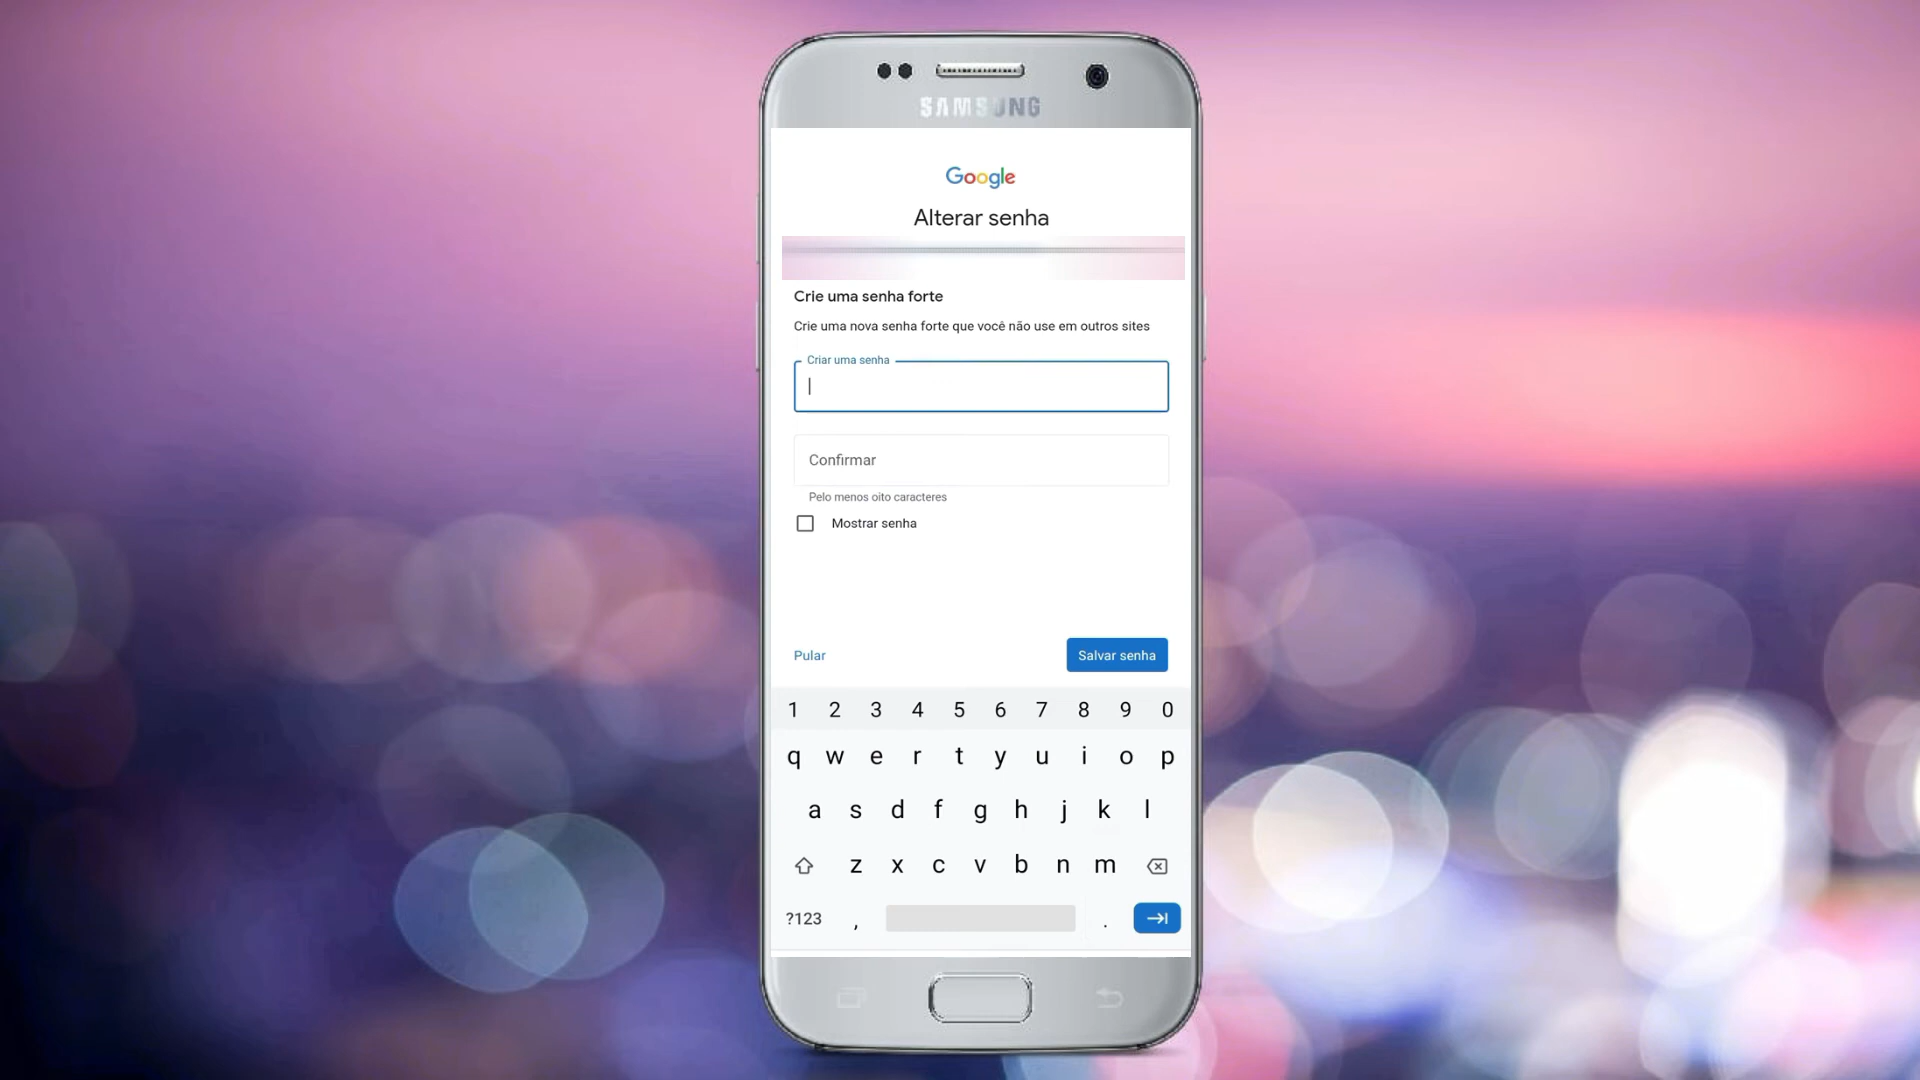 SAMSUNG
Google
Alterar senha
Crie uma senha forte
Crie uma nova senha forte que você não use em outros sites
Criar uma senha
Confirmar
Pelo menos oito caracteres
Mostrar senha
Pular
Salvar senha
1 2 3 4 5 6 7 8 9 0
q w e r t y u i o p
a s d f g h j k l
z x c v b n m
?123 , .